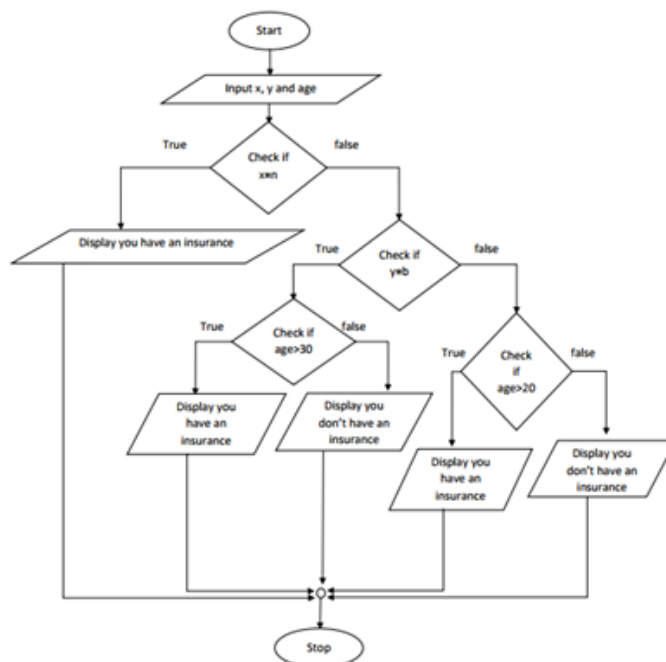 Start
Input x, y and age
True
false
Check if
x=n
Display you have an insurance
True
false
Check if
y=b
True
false
Check if
age>30
True
false
Check
if
age>20
Display you
have an
insurance
Display you
don't have an
insurance
Display you
have an
insurance
Display you
don't have an
insurance
Stop